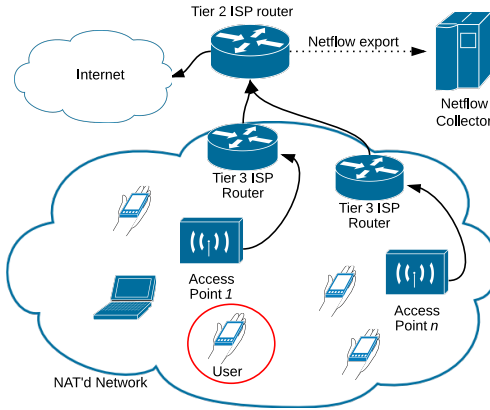 Tier 2 ISP router
Netflow export
Internet
Netflow
Collector
Tier 3 ISP
Router
Tier 3 ISP
Router
Access
Point 1
Access
Point n
User
NAT'd Network